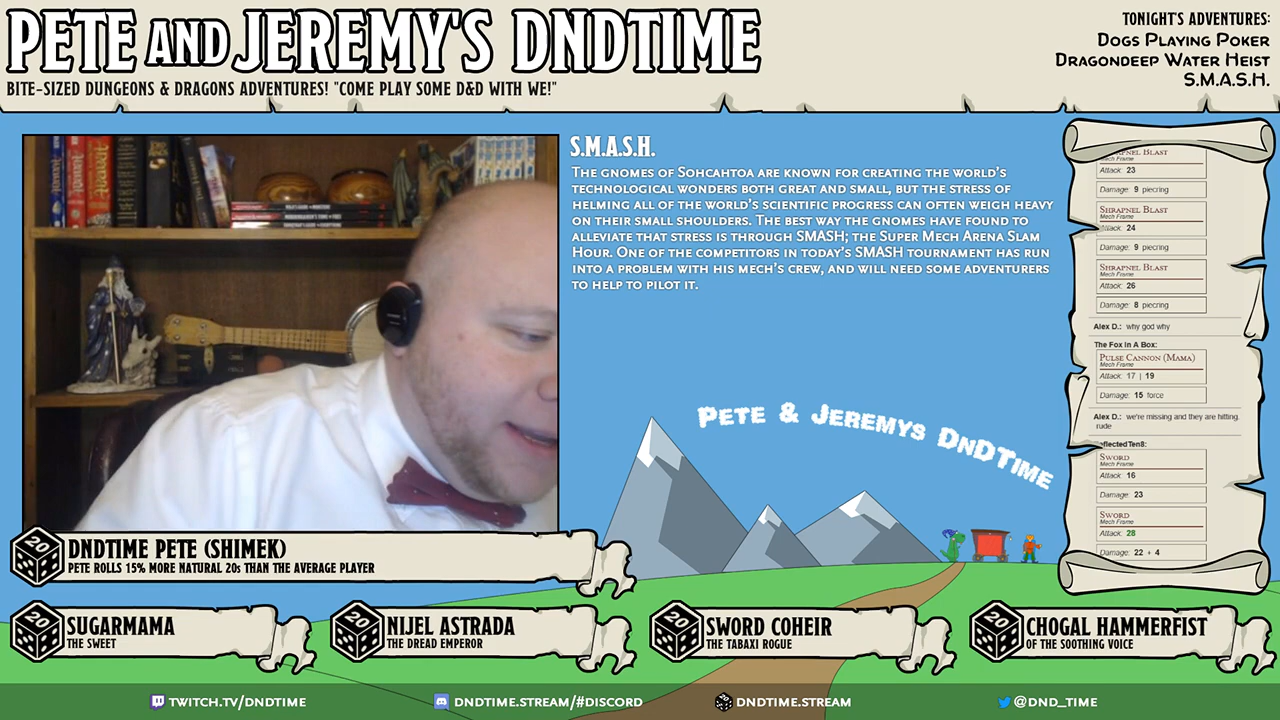 PETE AND JEREMY'S DNDTIME
BITE-SIZED DUNGEONS & DRAGONS ADVENTURES! "COME PLAY SOME D&D WITH WE!"
TONIGHT'S ADVENTURES:
DOGS PLAYING POKER
DRAGONDEEP WATER HEIST
S.M.A.S.H.
S.M.A.S.H.
THE GNOMES OF SOHCAHTOA ARE KNOWN FOR CREATING THE WORLD'S
TECHNOLOGICAL WONDERS BOTH GREAT AND SMALL, BUT THE STRESS OF
HELMING ALL OF THE WORLD'S SCIENTIFIC PROGRESS CAN OFTEN WEIGH HEAVY
ON THEIR SMALL SHOULDERS. THE BEST WAY THE GNOMES HAVE FOUND TO
ALLEVIATE THAT STRESS IS THROUGH SMASH; THE SUPER MECH ARENA SLAM
HOUR. ONE OF THE COMPETITORS IN TODAY'S SMASH TOURNAMENT HAS RUN
INTO A PROBLEM WITH HIS MECH'S CREW, AND WILL NEED SOME ADVENTURERS
TO HELP TO PILOT IT.
BLAST
Mech Frame
Attack: 23
Damage: 9 piecring
SHRAPNEL BLAST
Mech Frame
Attack: 24
Damage: 9 piecring
SHRAPNEL BLAST
Mech Frame
Attack: 26
Damage: 8 piecring
Alex D.: why god why
The Fox In A Box:
PULSE CANNON (MAMA)
Mech Frame
Attack: 17 | 19
Damage: 15 force
Alex D.: we're missing and they are hitting.
rude
eflectedTen8:
SWORD
Mech Frame
Attack: 16
Damage: 23
SWORD
Mech Frame
Attack: 28
Damage: 22 + 4
PETE & JEREMYS DNDTIME
20
DNDTIME PETE (SHIMEK)
PETE ROLLS 15% MORE NATURAL 20S THAN THE AVERAGE PLAYER
20
SUGARMAMA
THE SWEET
20
NIJEL ASTRADA
THE DREAD EMPEROR
20
SWORD COHEIR
THE TABAXI ROGUE
20
CHOGAL HAMMERFIST
OF THE SOOTHING VOICE
TWITCH.TV/DNDTIME
DNDTIME.STREAM/#DISCORD
DNDTIME.STREAM
@DND_TIME